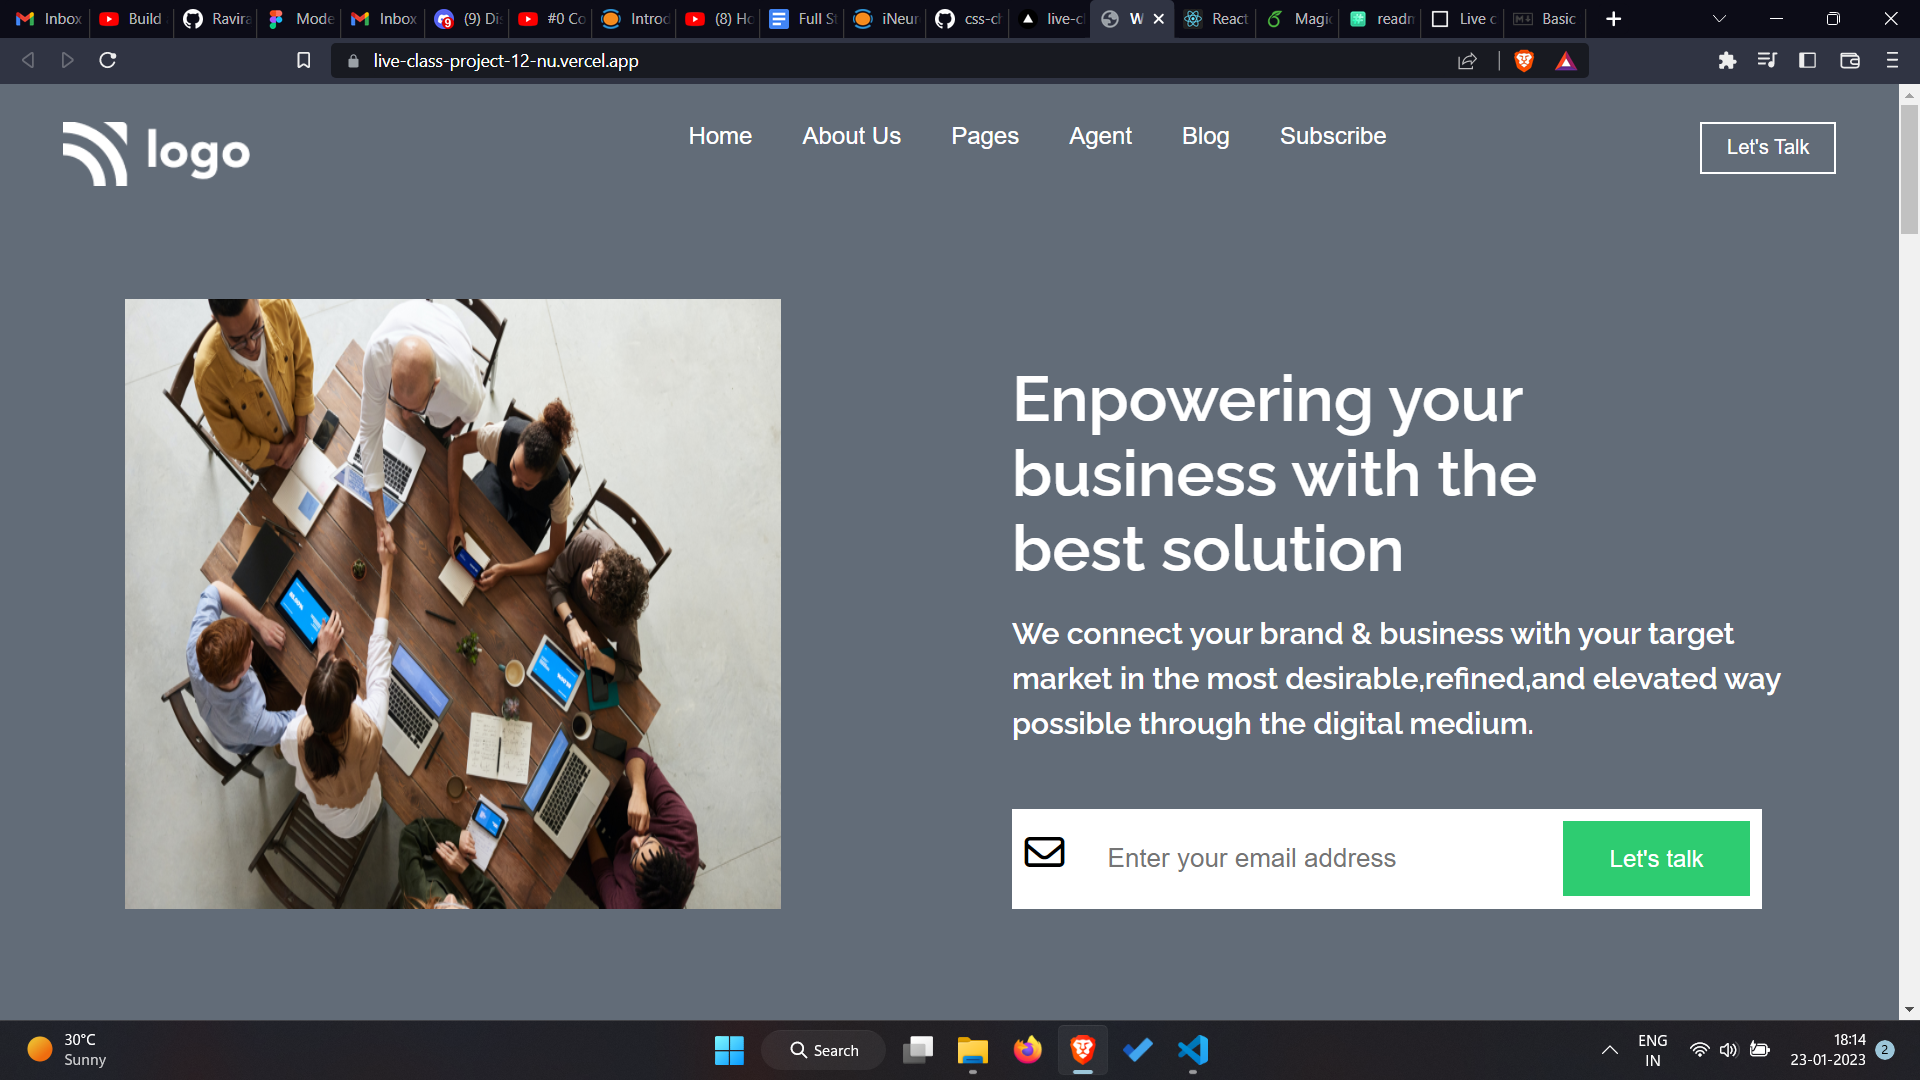 Inbox
Build
Ravira
Mode
Inbox
(9) Di
#0 Co
Introd
(8) Ho
Full St
iNeur
css-ch
live-cl
W
React
Magic
readm
Live c
Basic
live-class-project-12-nu.vercel.app
logo
Home
About Us
Pages
Agent
Blog
Subscribe
Let's Talk
Enpowering your
business with the
best solution
We connect your brand & business with your target
market in the most desirable,refined,and elevated way
possible through the digital medium.
Enter your email address
Let's talk
30°C
Sunny
Search
ENG
IN
18:14
23-01-2023
2